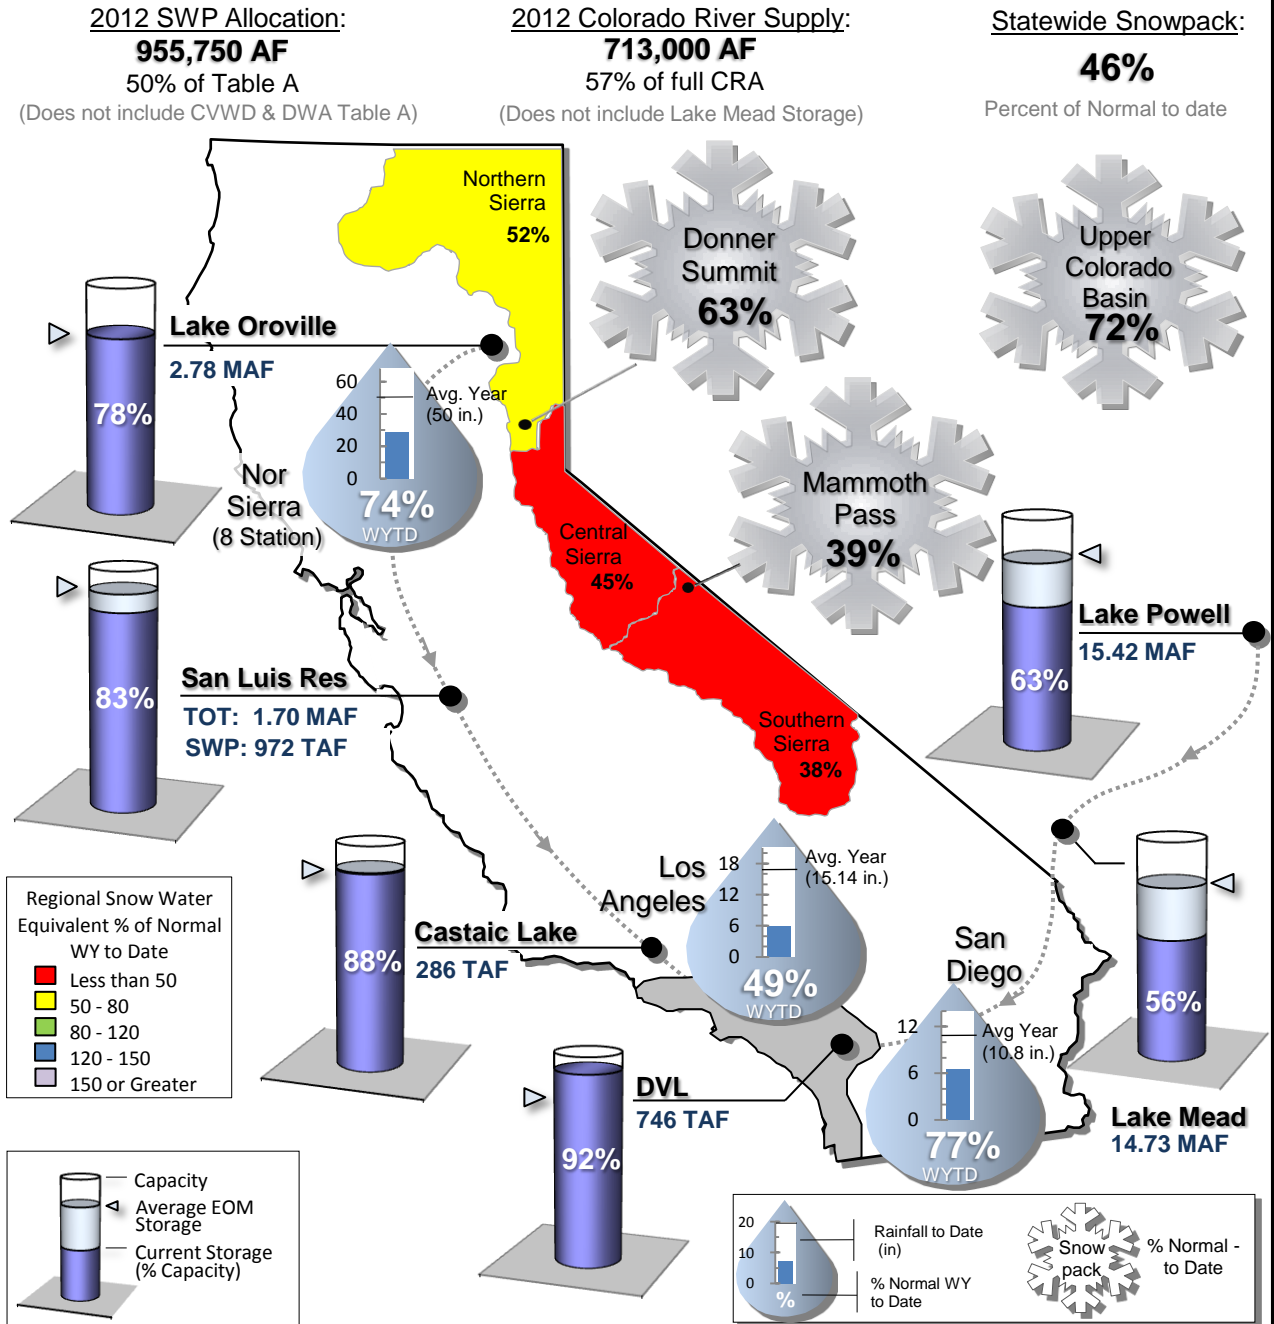 2012 SWP Allocation:
955,750 AF
50% of Table A
(Does not include CVWD & DWA Table A)
2012 Colorado River Supply:
713,000 AF
57% of full CRA
(Does not include Lake Mead Storage)
Statewide Snowpack:
46%
Percent of Normal to date
Northern
Sierra
52%
Donner
Summit
63%
Upper
Colorado
Basin
72%
Lake Oroville
2.78 MAF
78%
60
40
20
0
Avg. Year
(50 in.)
74%
WYTD
Nor
Sierra
(8 Station)
Mammoth
Pass
39%
Central
Sierra
45%
Lake Powell
15.42 MAF
63%
San Luis Res
TOT: 1.70 MAF
SWP: 972 TAF
83%
Southern
Sierra
38%
Los
Angeles
18
12
6
0
Avg. Year
(15.14 in.)
49%
WYTD
Regional Snow Water
Equivalent % of Normal
WY to Date
Less than 50
50 - 80
80 - 120
120 - 150
150 or Greater
Castaic Lake
286 TAF
88%
San
Diego
12
6
0
Avg Year
(10.8 in.)
77%
WYTD
56%
Lake Mead
14.73 MAF
DVL
746 TAF
92%
Capacity
Average EOM
Storage
Current Storage
(% Capacity)
20
10
0
%
Rainfall to Date
(in)
% Normal WY
to Date
Snow
pack
% Normal -
to Date